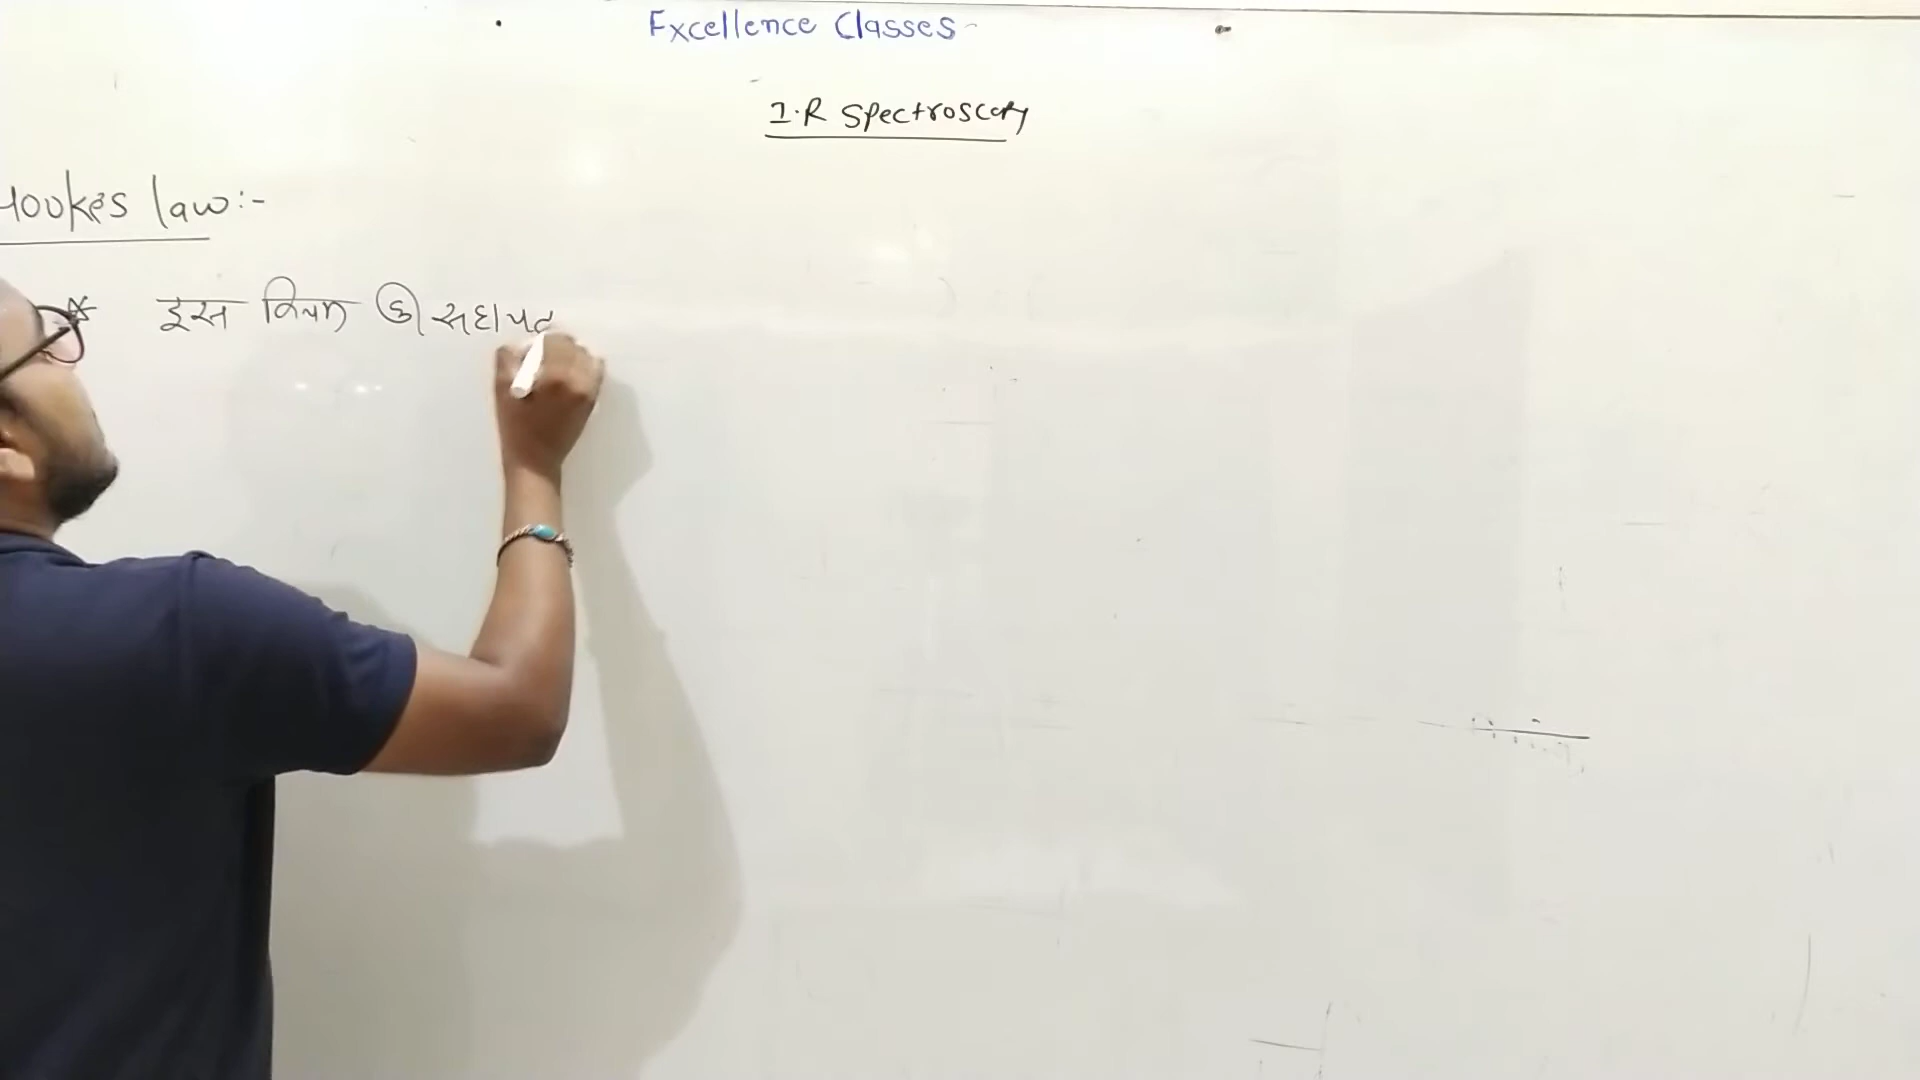 Excellence Classes
I.R Spectroscopy
Hookes law:-
* इस नियम की सहायत